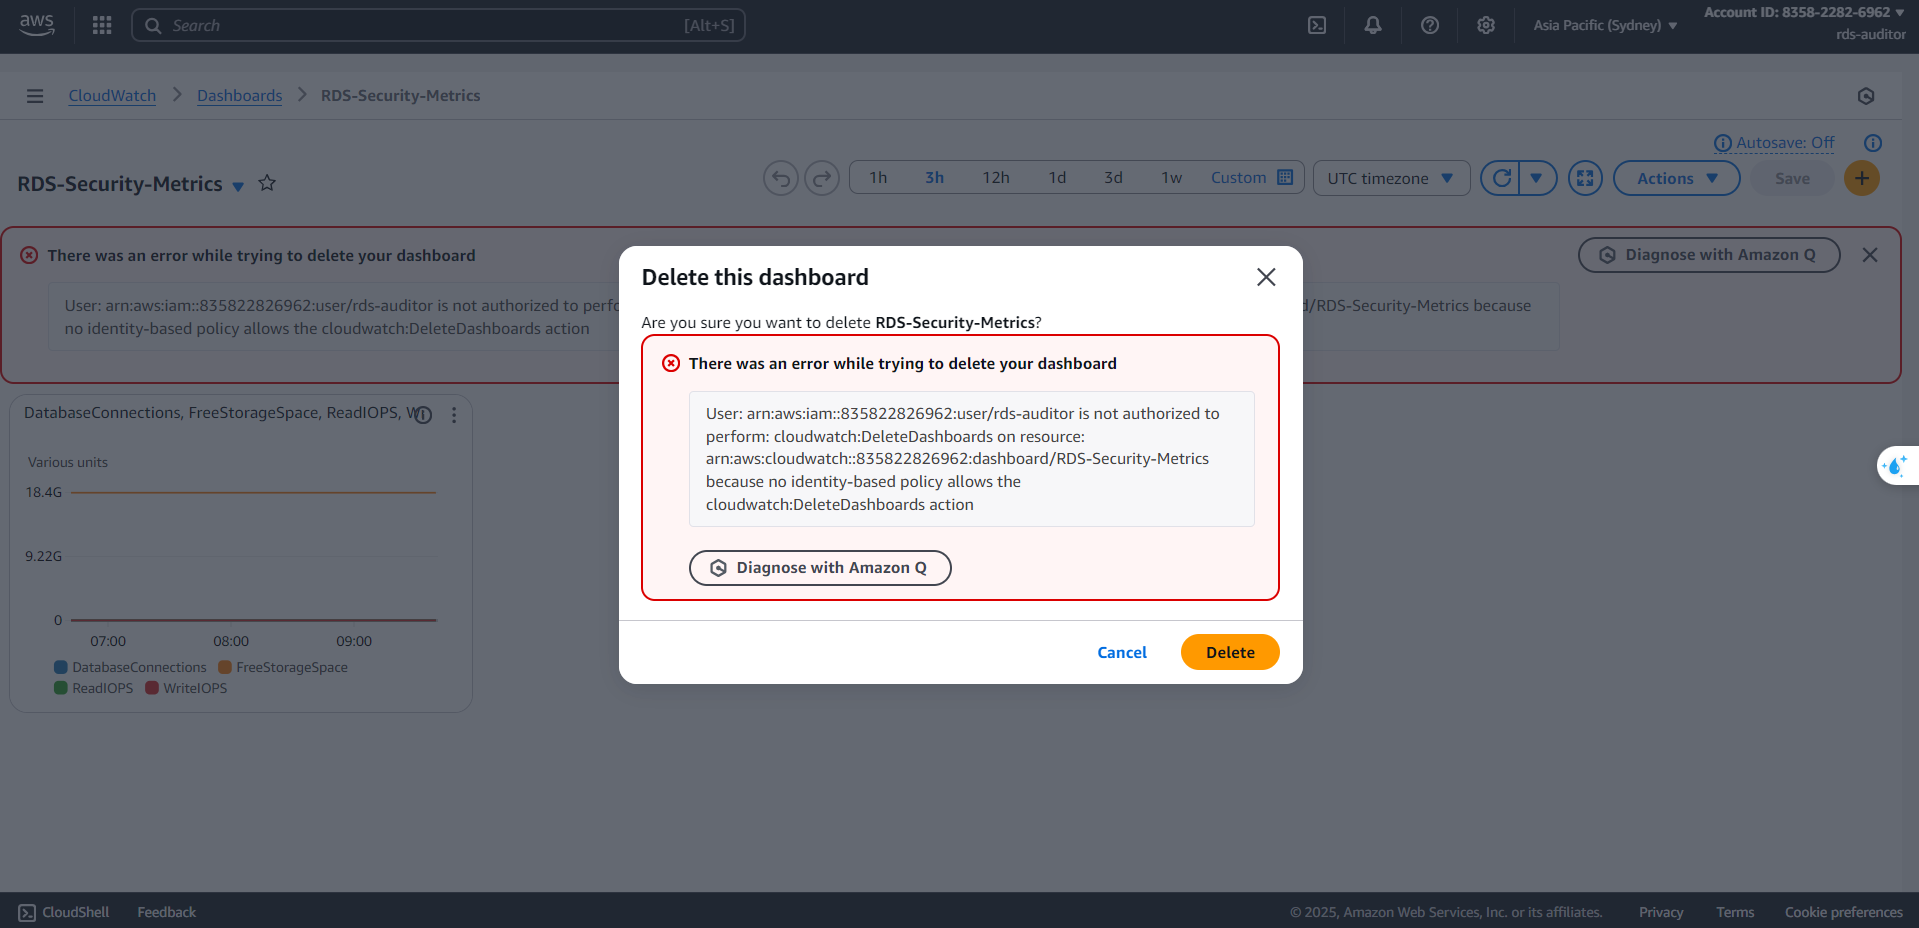 aws
Search
[Alt+S]
Asia Pacific (Sydney)
Account ID: 8358-2282-6962
rds-auditor
CloudWatch
Dashboards
RDS-Security-Metrics
Autosave: Off
RDS-Security-Metrics
1h
3h
12h
1d
3d
1w
Custom
UTC timezone
Actions
Save
There was an error while trying to delete your dashboard
Diagnose with Amazon Q
User: arn:aws:iam::835822826962:user/rds-auditor is not authorized to perfo
d/RDS-Security-Metrics because
no identity-based policy allows the cloudwatch:DeleteDashboards action
Delete this dashboard
Are you sure you want to delete RDS-Security-Metrics?
There was an error while trying to delete your dashboard
User: arn:aws:iam::835822826962:user/rds-auditor is not authorized to
perform: cloudwatch:DeleteDashboards on resource:
arn:aws:cloudwatch::835822826962:dashboard/RDS-Security-Metrics
because no identity-based policy allows the
cloudwatch:DeleteDashboards action
Diagnose with Amazon Q
Cancel
Delete
DatabaseConnections, FreeStorageSpace, ReadIOPS, W
Various units
18.4G
9.22G
0
07:00
08:00
09:00
DatabaseConnections
FreeStorageSpace
ReadIOPS
WriteIOPS
CloudShell
Feedback
© 2025, Amazon Web Services, Inc. or its affiliates.
Privacy
Terms
Cookie preferences